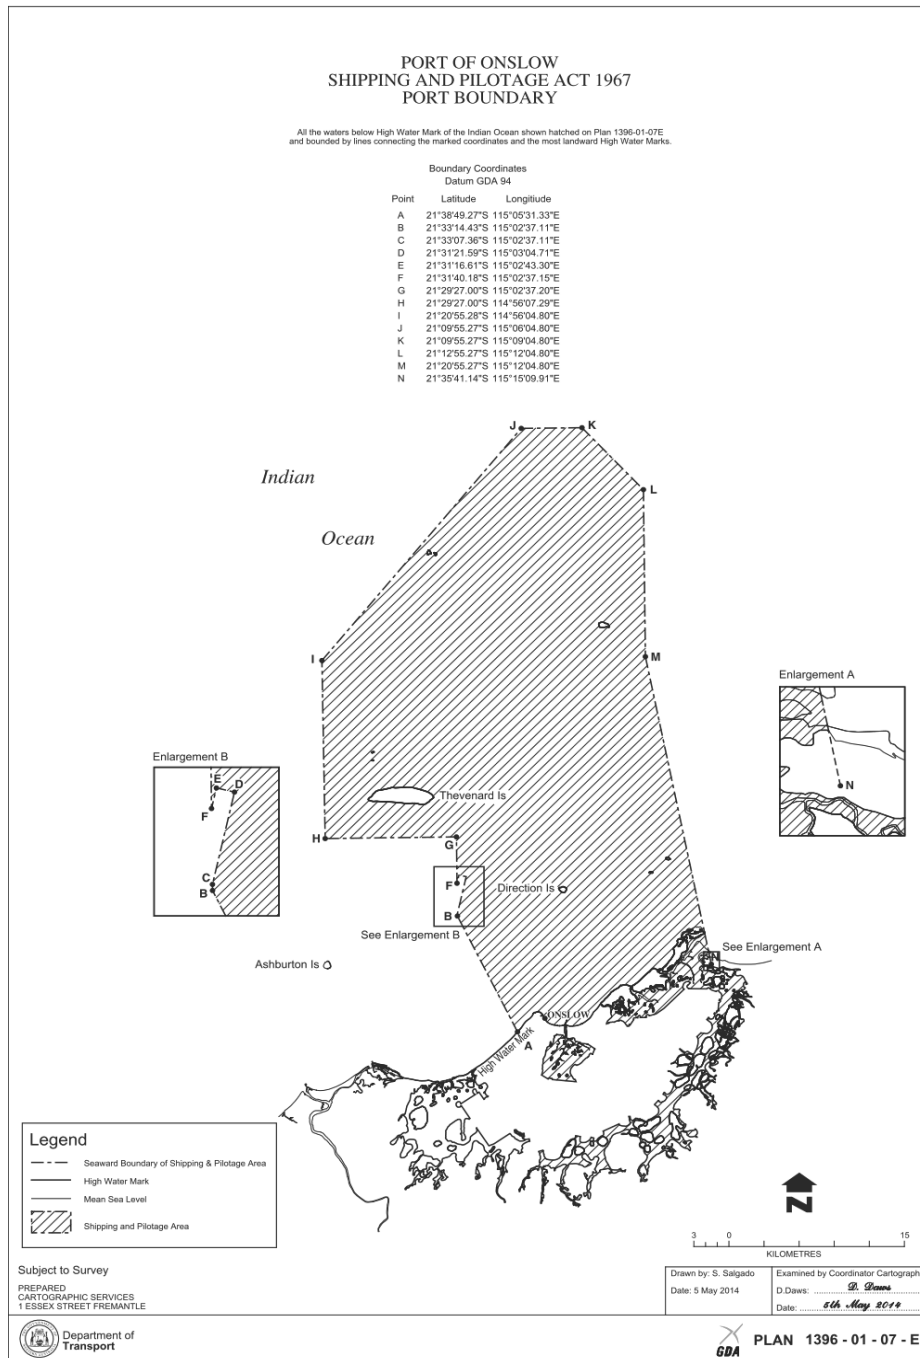 PORT OF ONSLOW
SHIPPING AND PILOTAGE ACT 1967
PORT BOUNDARY
All the waters below High Water Mark of the Indian Ocean shown hatched on Plan 1396-01-07E
and bounded by lines connecting the marked coordinates and the most landward High Water Marks.
Boundary Coordinates
Datum GDA 94
Point Latitude Longitiude
A 21°38'49.27"S 115°05'31.33"E
B 21°33'14.43"S 115°02'37.11"E
C 21°33'07.36"S 115°02'37.11"E
D 21°31'21.59"S 115°03'04.71"E
E 21°31'16.61"S 115°02'43.30"E
F 21°31'40.18"S 115°02'37.15"E
G 21°29'27.00"S 115°02'37.20"E
H 21°29'27.00"S 114°56'07.29"E
I 21°20'55.28"S 114°56'04.80"E
J 21°09'55.27"S 115°06'04.80"E
K 21°09'55.27"S 115°09'04.80"E
L 21°12'55.27"S 115°12'04.80"E
M 21°20'55.27"S 115°12'04.80"E
N 21°35'41.14"S 115°15'09.91"E
J
K
Indian
L
Ocean
I
M
Enlargement A
N
Enlargement B
E
D
F
C
B
Thevenard Is
H
G
F
Direction Is
B
See Enlargement B
See Enlargement A
Ashburton Is
ONSLOW
A
High Water Mark
Legend
Seaward Boundary of Shipping & Pilotage Area
High Water Mark
Mean Sea Level
Shipping and Pilotage Area
N
3 0 15
KILOMETRES
Subject to Survey
PREPARED
CARTOGRAPHIC SERVICES
1 ESSEX STREET FREMANTLE
Drawn by: S. Salgado
Date: 5 May 2014
Examined by Coordinator Cartograph
D.Daws: D. Daws
Date: 5th May 2014
Department of
Transport
GDA
PLAN 1396 - 01 - 07 - E